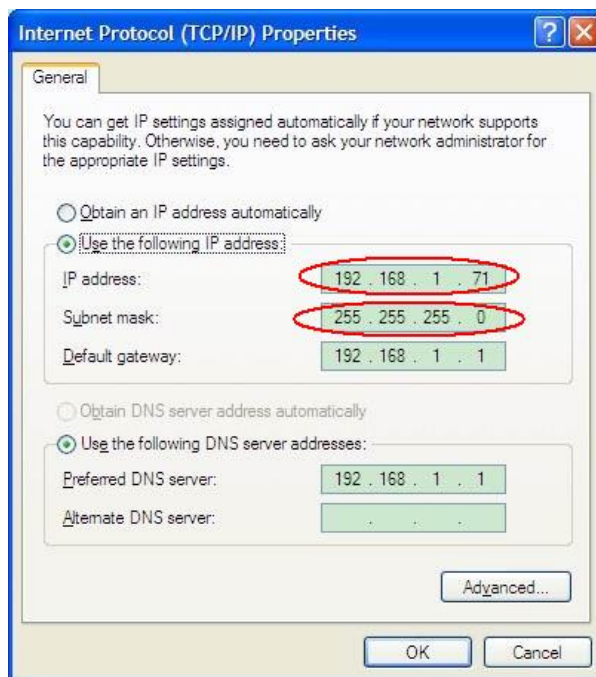 Internet Protocol (TCP/IP) Properties
General
You can get IP settings assigned automatically if your network supports
this capability. Otherwise, you need to ask your network administrator for
the appropriate IP settings.
Obtain an IP address automatically
Use the following IP address:
IP address: 192 . 168 . 1 . 71
Subnet mask: 255 . 255 . 255 . 0
Default gateway: 192 . 168 . 1 . 1
Obtain DNS server address automatically
Use the following DNS server addresses:
Preferred DNS server: 192 . 168 . 1 . 1
Alternate DNS server: . . .
Advanced...
OK Cancel